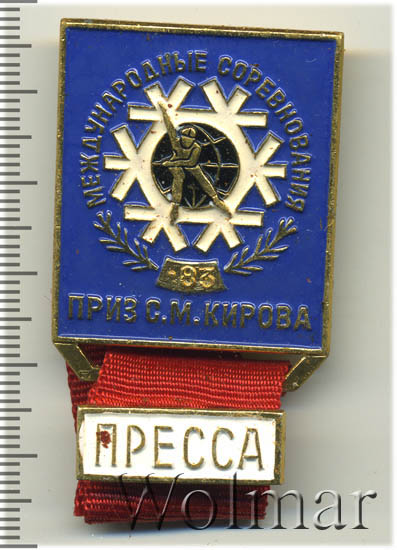 МЕЖДУНАРОДНЫЕ СОРЕВНОВАНИЯ
-83
ПРИЗ С.М.КИРОВА
ПРЕССА
Wolmar